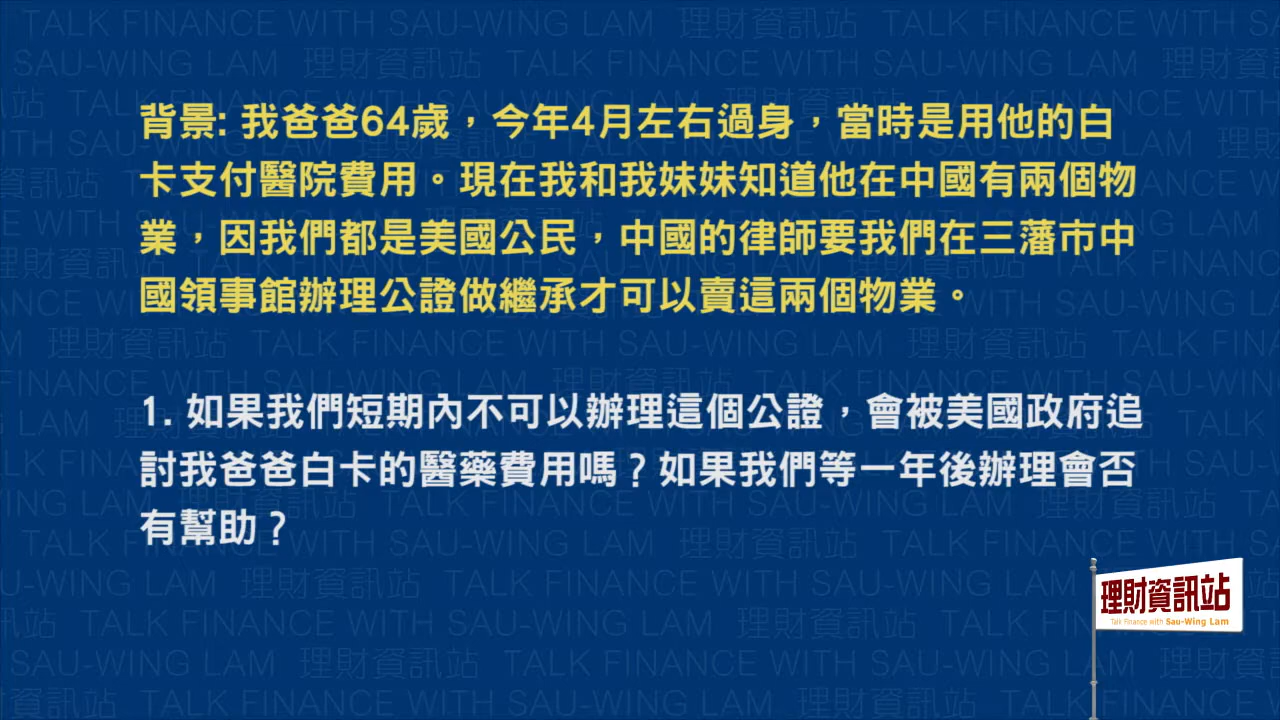 背景: 我爸爸64歲，今年4月左右過身，當時是用他的白
卡支付醫院費用。現在我和我妹妹知道他在中國有兩個物
業，因我們都是美國公民，中國的律師要我們在三藩市中
國領事館辦理公證做繼承才可以賣這兩個物業。
1. 如果我們短期內不可以辦理這個公證，會被美國政府追
討我爸爸白卡的醫藥費用嗎？如果我們等一年後辦理會否
有幫助？
理財資訊站
Talk Finance with Sau-Wing Lam